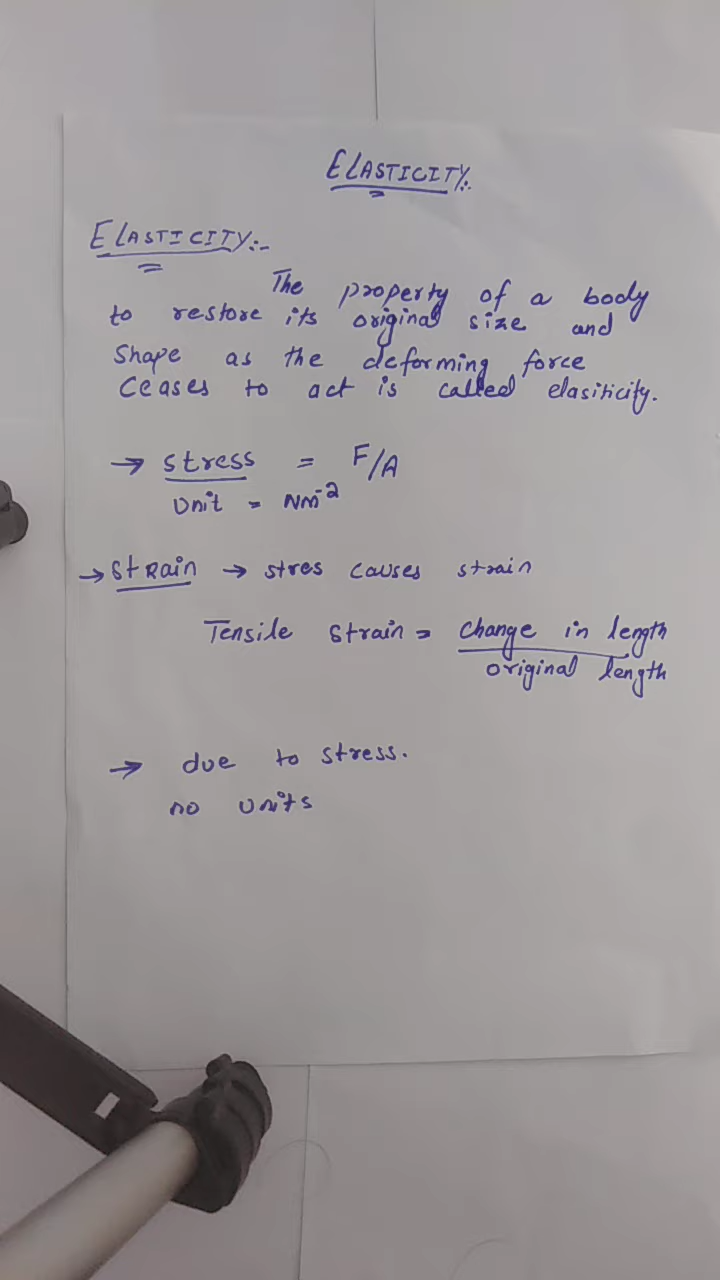 ELASTICITY:.
ELASTICITY:-
The property of a body
to restore its original size and
shape as the deforming force
ceases to act is called elasiticity.
→ stress = F/A
Unit = Nm⁻²
→ Strain → stres causes strain
Tensile strain = change in length
original length
→ due to stress.
no units